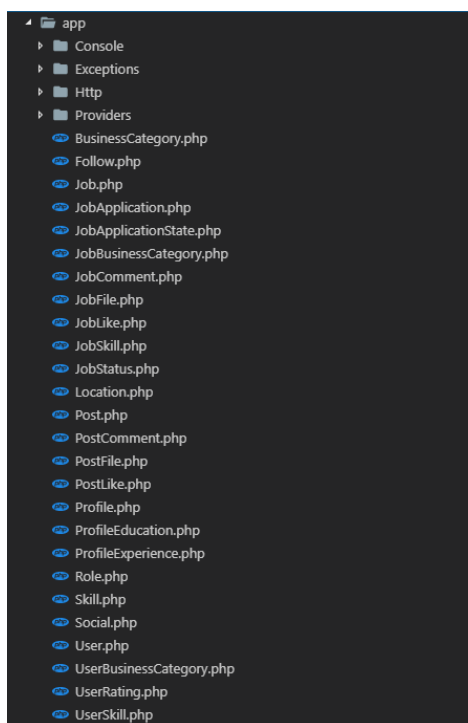 app
Console
Exceptions
Http
Providers
BusinessCategory.php
Follow.php
Job.php
JobApplication.php
JobApplicationState.php
JobBusinessCategory.php
JobComment.php
JobFile.php
JobLike.php
JobSkill.php
JobStatus.php
Location.php
Post.php
PostComment.php
PostFile.php
PostLike.php
Profile.php
ProfileEducation.php
ProfileExperience.php
Role.php
Skill.php
Social.php
User.php
UserBusinessCategory.php
UserRating.php
UserSkill.php